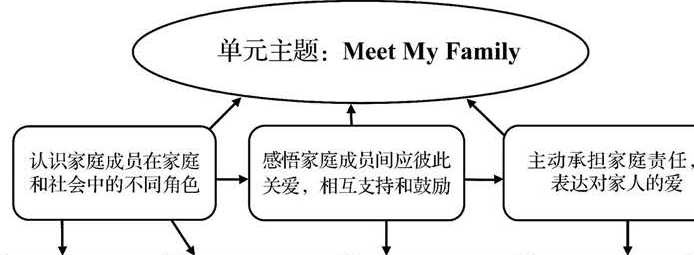 单元主题：Meet My Family
认识家庭成员在家庭
和社会中的不同角色
感悟家庭成员间应彼此
关爱，相互支持和鼓励
主动承担家庭责任，
表达对家人的爱